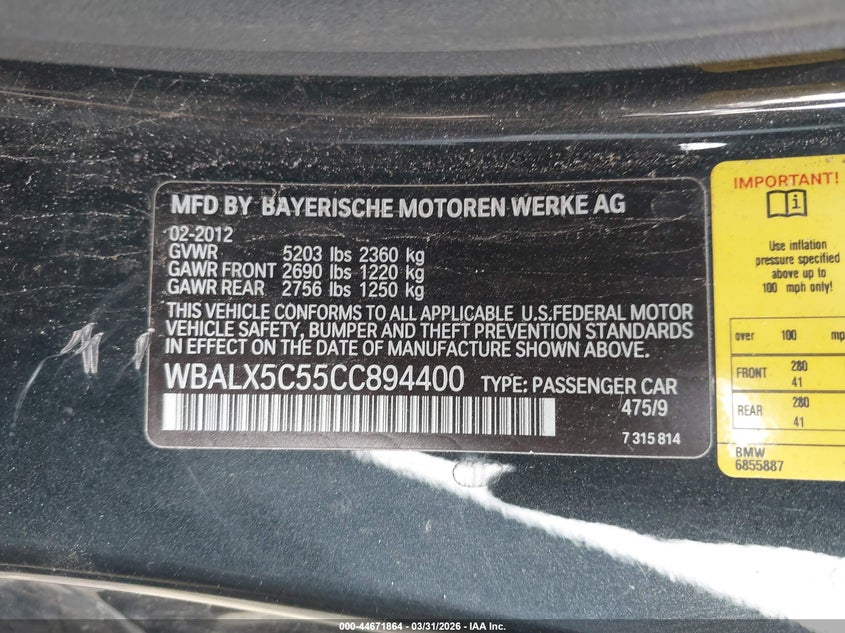 MFD BY BAYERISCHE MOTOREN WERKE AG
02-2012
GVWR 5203 lbs 2360 kg
GAWR FRONT 2690 lbs 1220 kg
GAWR REAR 2756 lbs 1250 kg
THIS VEHICLE CONFORMS TO ALL APPLICABLE U.S.FEDERAL MOTOR
VEHICLE SAFETY, BUMPER AND THEFT PREVENTION STANDARDS
IN EFFECT ON THE DATE OF MANUFACTURE SHOWN ABOVE.
WBALX5C55CC894400 TYPE: PASSENGER CAR
475/9
7 315 814
IMPORTANT!
i
Use inflation
pressure specified
above up to
100 mph only!
over 100 mp
FRONT 280
41
REAR 280
41
BMW
6855887
000-44671864 - 03/31/2026 - IAA Inc.